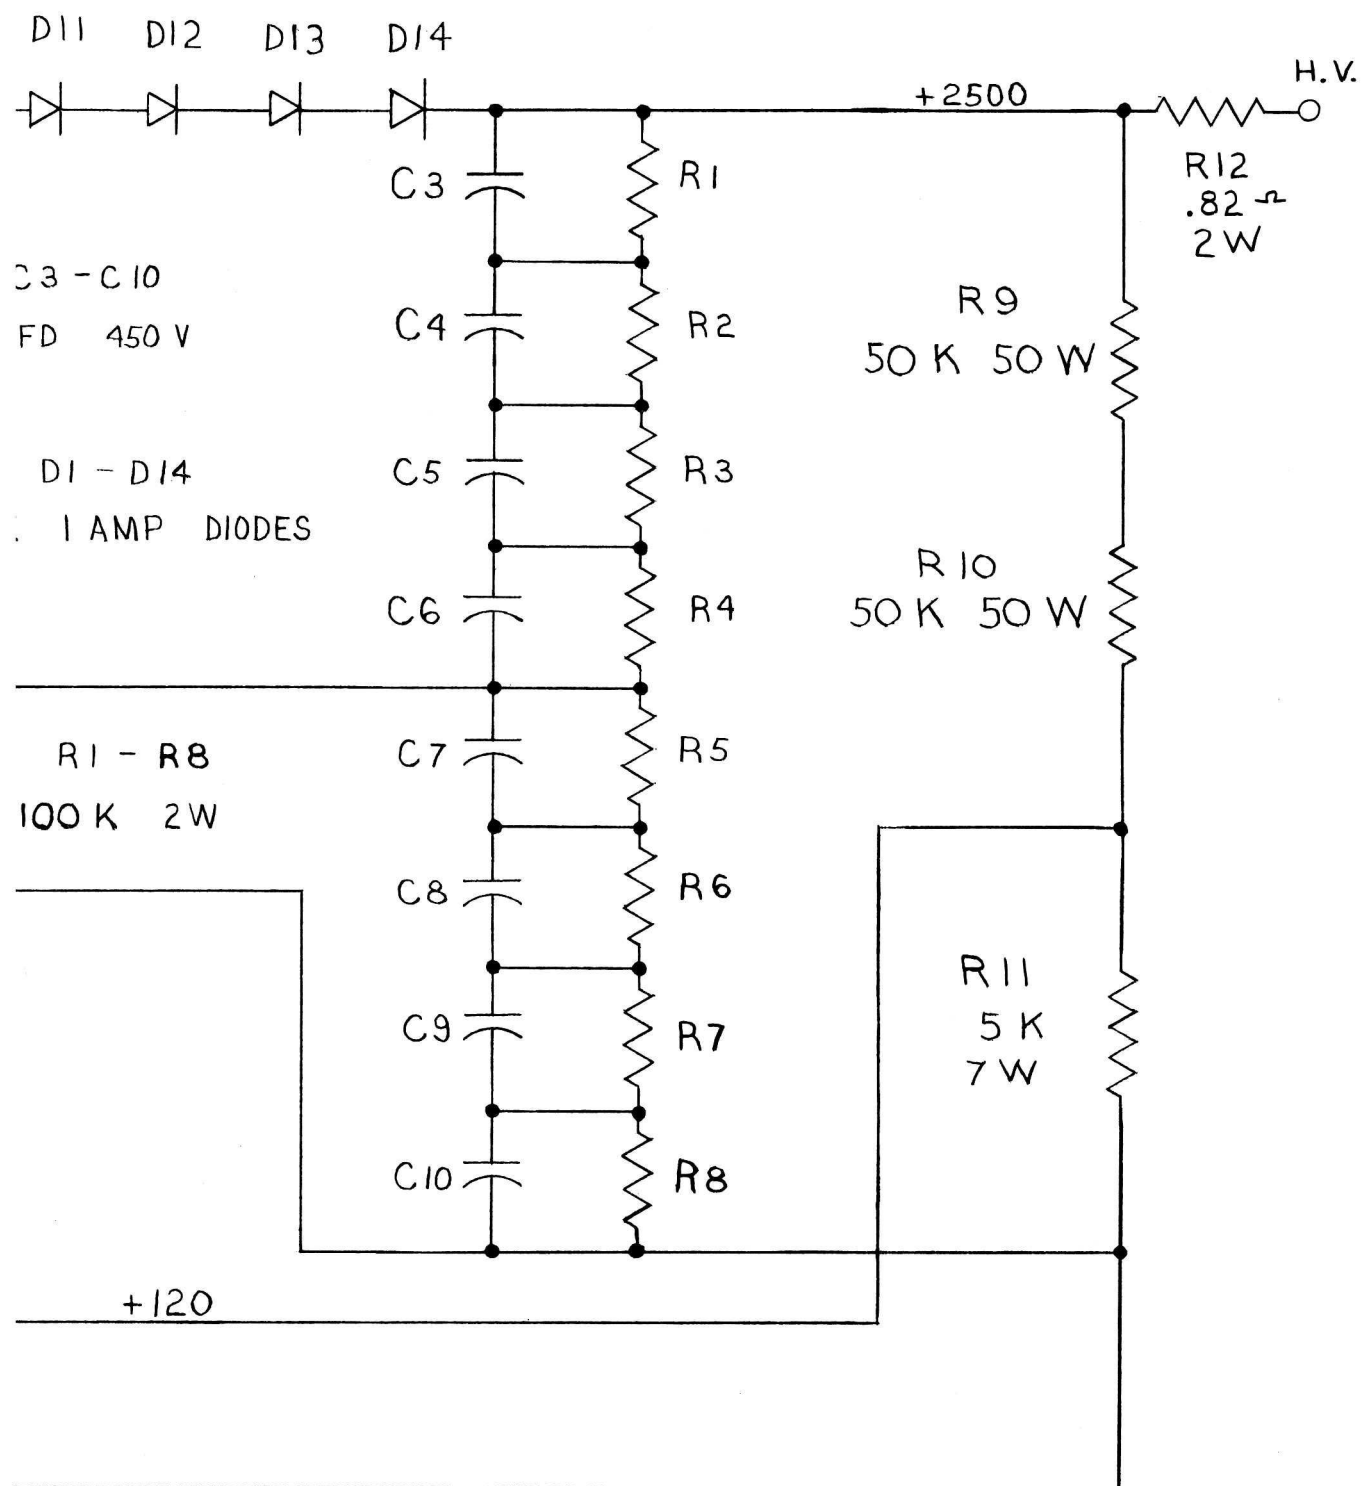 D11 D12 D13 D14
H.V.
+2500
C3 R1
R12
.82 Ω
2W
C3 - C10
FD 450 V
C4 R2
R9
50 K 50 W
D1 - D14
. 1 AMP DIODES
C5 R3
R10
50 K 50 W
C6 R4
R1 - R8
100 K 2W
C7 R5
C8 R6
R11
5 K
7 W
C9 R7
C10 R8
+120